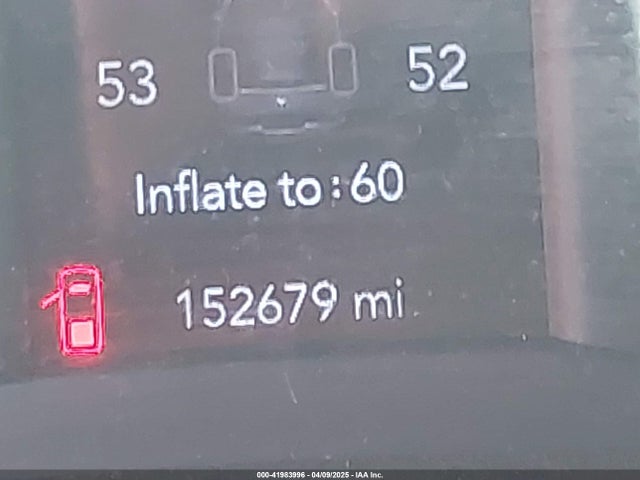 53 52
Inflate to : 60
152679 mi
000-41983996 - 04/09/2025 - IAA Inc.